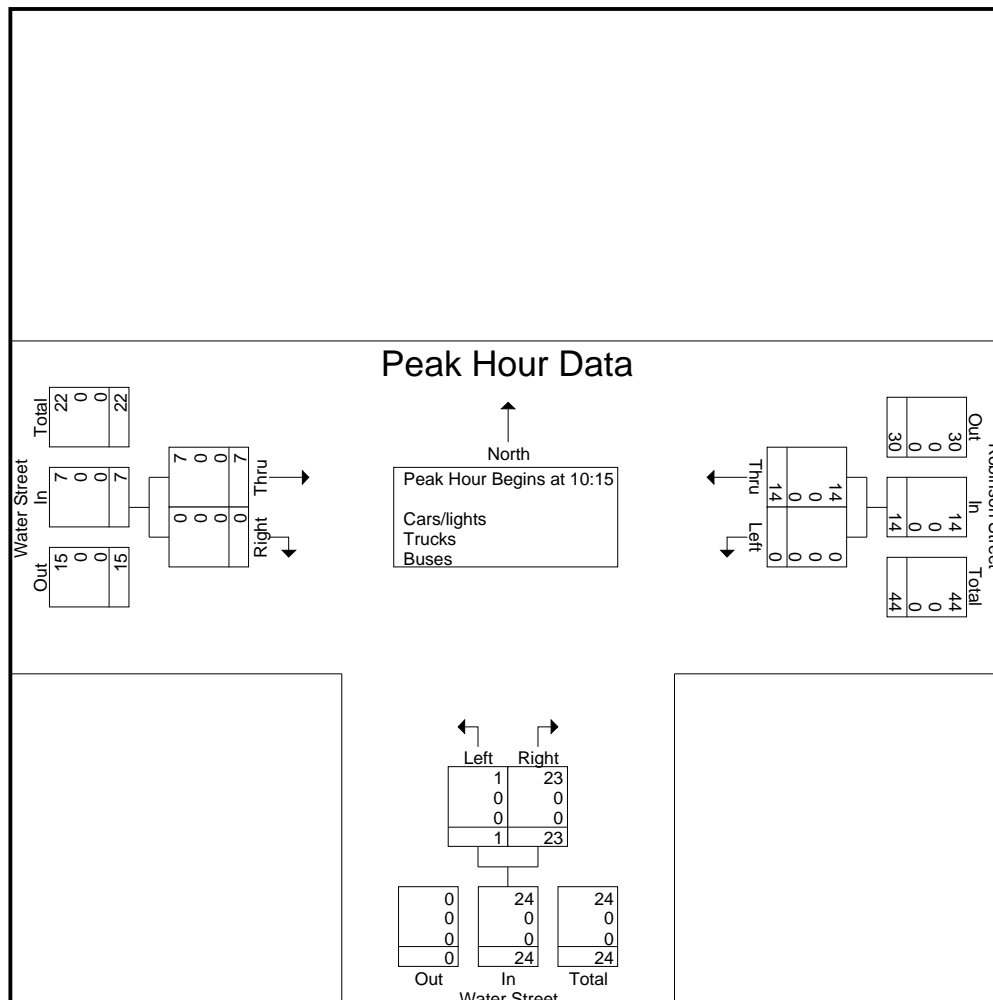 Peak Hour Data
North
Peak Hour Begins at 10:15
Cars/lights
Trucks
Buses
Water Street
Total
22 0 0 22
In
7 0 0 7
Out
15 0 0 15
Thru
7 0 0 7
Right
0 0 0 0
Out
30 0 0 30
In
14 0 0 14
Total
44 0 0 44
Thru
14 0 0 14
Left
0 0 0 0
Left Right
1 23
0 0
0 0
1 23
0 24 24
0 0 0
0 0 0
0 24 24
Out In Total
Water Street